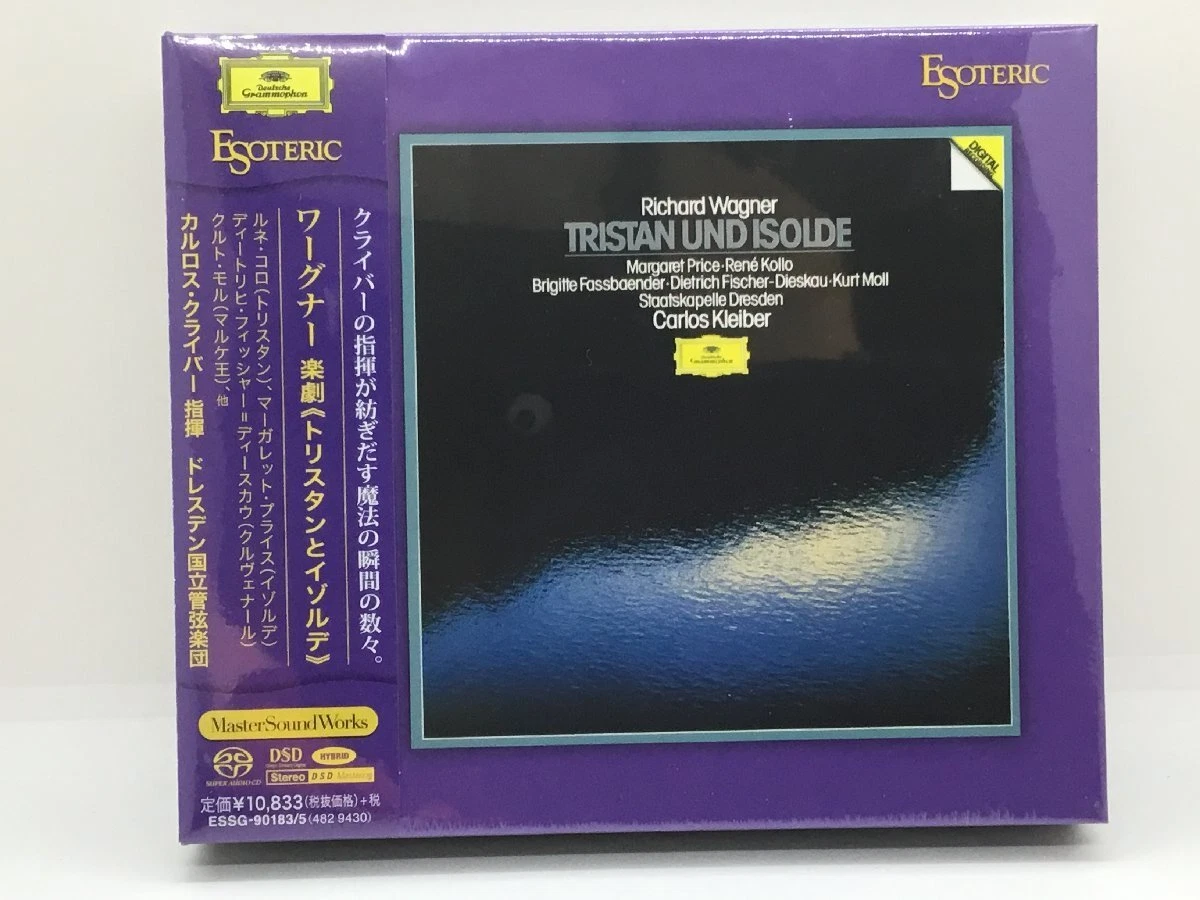 Deutsche
Grammophon
ESOTERIC
クライバーの指揮が紡ぎだす魔法の瞬間の数々。
ワーグナー 楽劇《トリスタンとイゾルデ》
ルネ・コロ(トリスタン)、マーガレット・プライス(イゾルデ)
ディートリヒ・フィッシャー=ディースカウ(クルヴェナール)
クルト・モル(マルケ王)、他
カルロス・クライバー 指揮 ドレスデン国立管弦楽団
MasterSoundWorks
SUPER AUDIO CD
DSD
HYBRID
Stereo
DSD Mastering
定価¥10,833(税抜価格)+税
ESSG-90183/5(482 9430)
ESOTERIC
DIGITAL
RECORDING
Richard Wagner
TRISTAN UND ISOLDE
Margaret Price·René Kollo
Brigitte Fassbaender·Dietrich Fischer-Dieskau·Kurt Moll
Staatskapelle Dresden
Carlos Kleiber
Deutsche
Grammophon